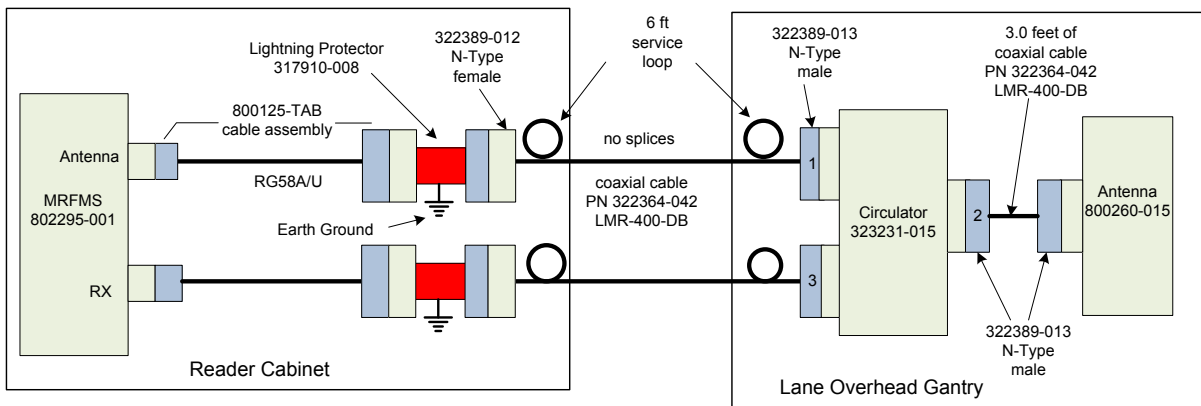 Lightning Protector
317910-008
322389-012
N-Type
female
6 ft
service
loop
322389-013
N-Type
male
3.0 feet of
coaxial cable
PN 322364-042
LMR-400-DB
800125-TAB
cable assembly
Antenna
MRFMS
802295-001
RX
RG58A/U
Earth Ground
no splices
coaxial cable
PN 322364-042
LMR-400-DB
1
3
Circulator
323231-015
2
Antenna
800260-015
322389-013
N-Type
male
Reader Cabinet
Lane Overhead Gantry